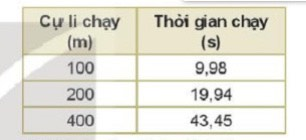 Cự li chạy Thời gian chạy
(m) (s)
100 9,98
200 19,94
400 43,45